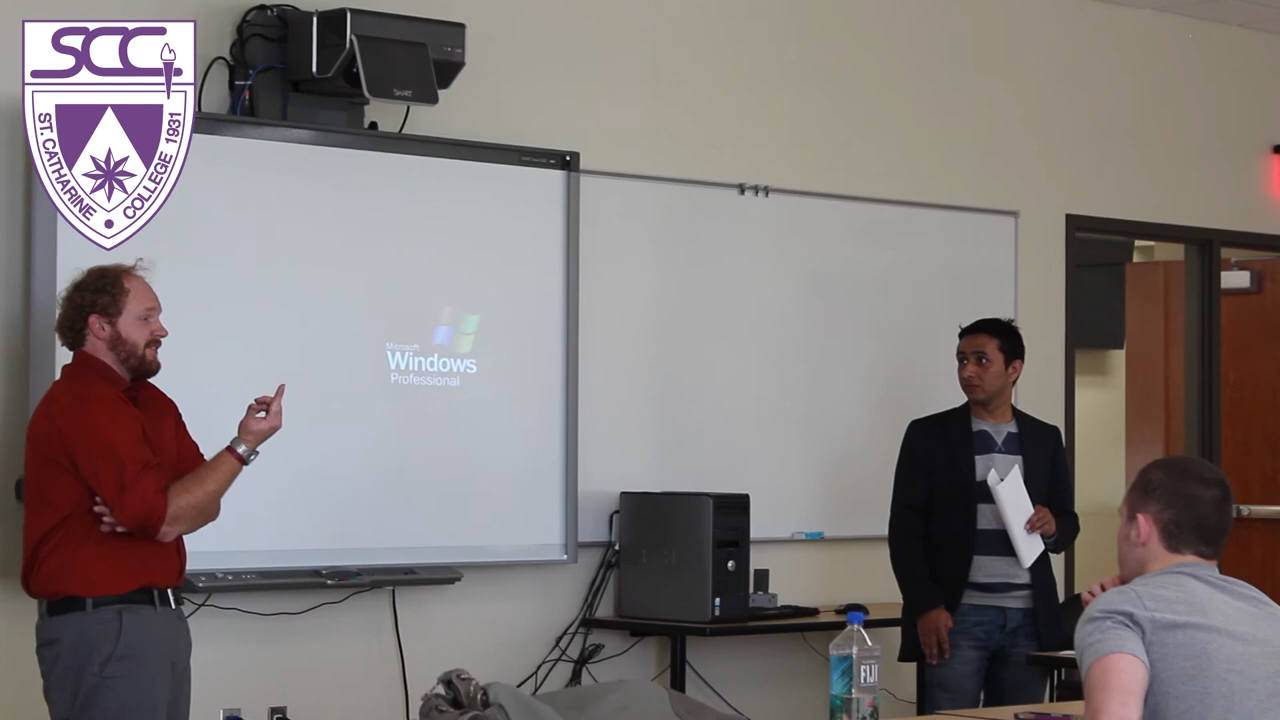 SCC
ST. CATHARINE COLLEGE 1931
SMART
Microsoft
Windows
Professional
FIJI